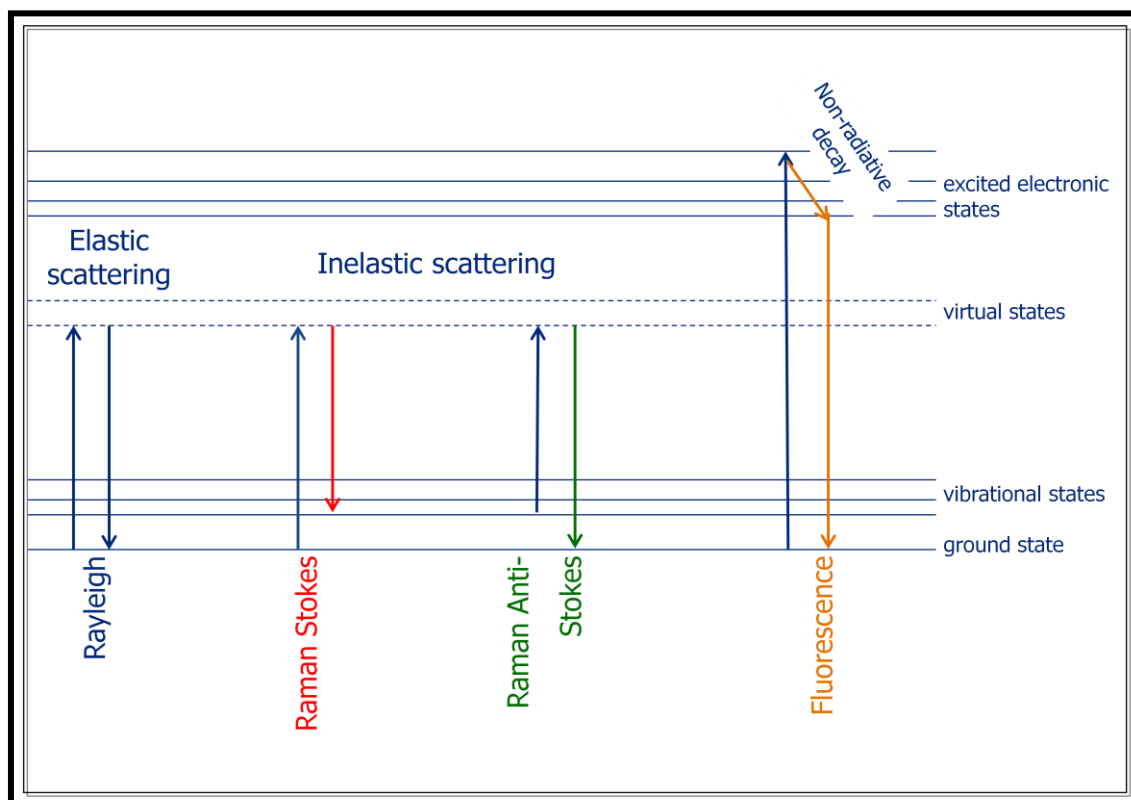 Non-radiative
decay
excited electronic
states
Elastic
scattering
Inelastic scattering
virtual states
vibrational states
ground state
Rayleigh
Raman Stokes
Raman Anti-
Stokes
Fluorescence